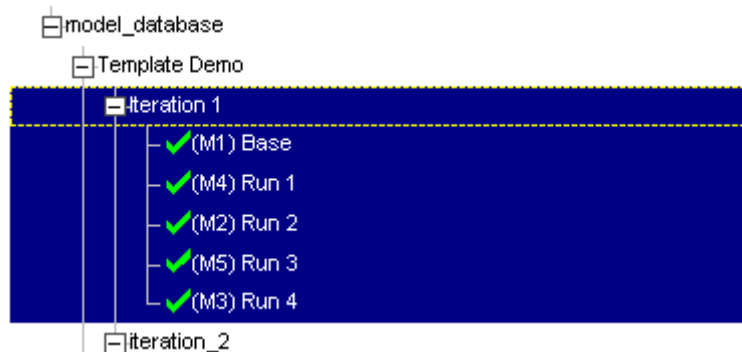 model_database
Template Demo
Iteration 1
(M1) Base
(M4) Run 1
(M2) Run 2
(M5) Run 3
(M3) Run 4
iteration_2